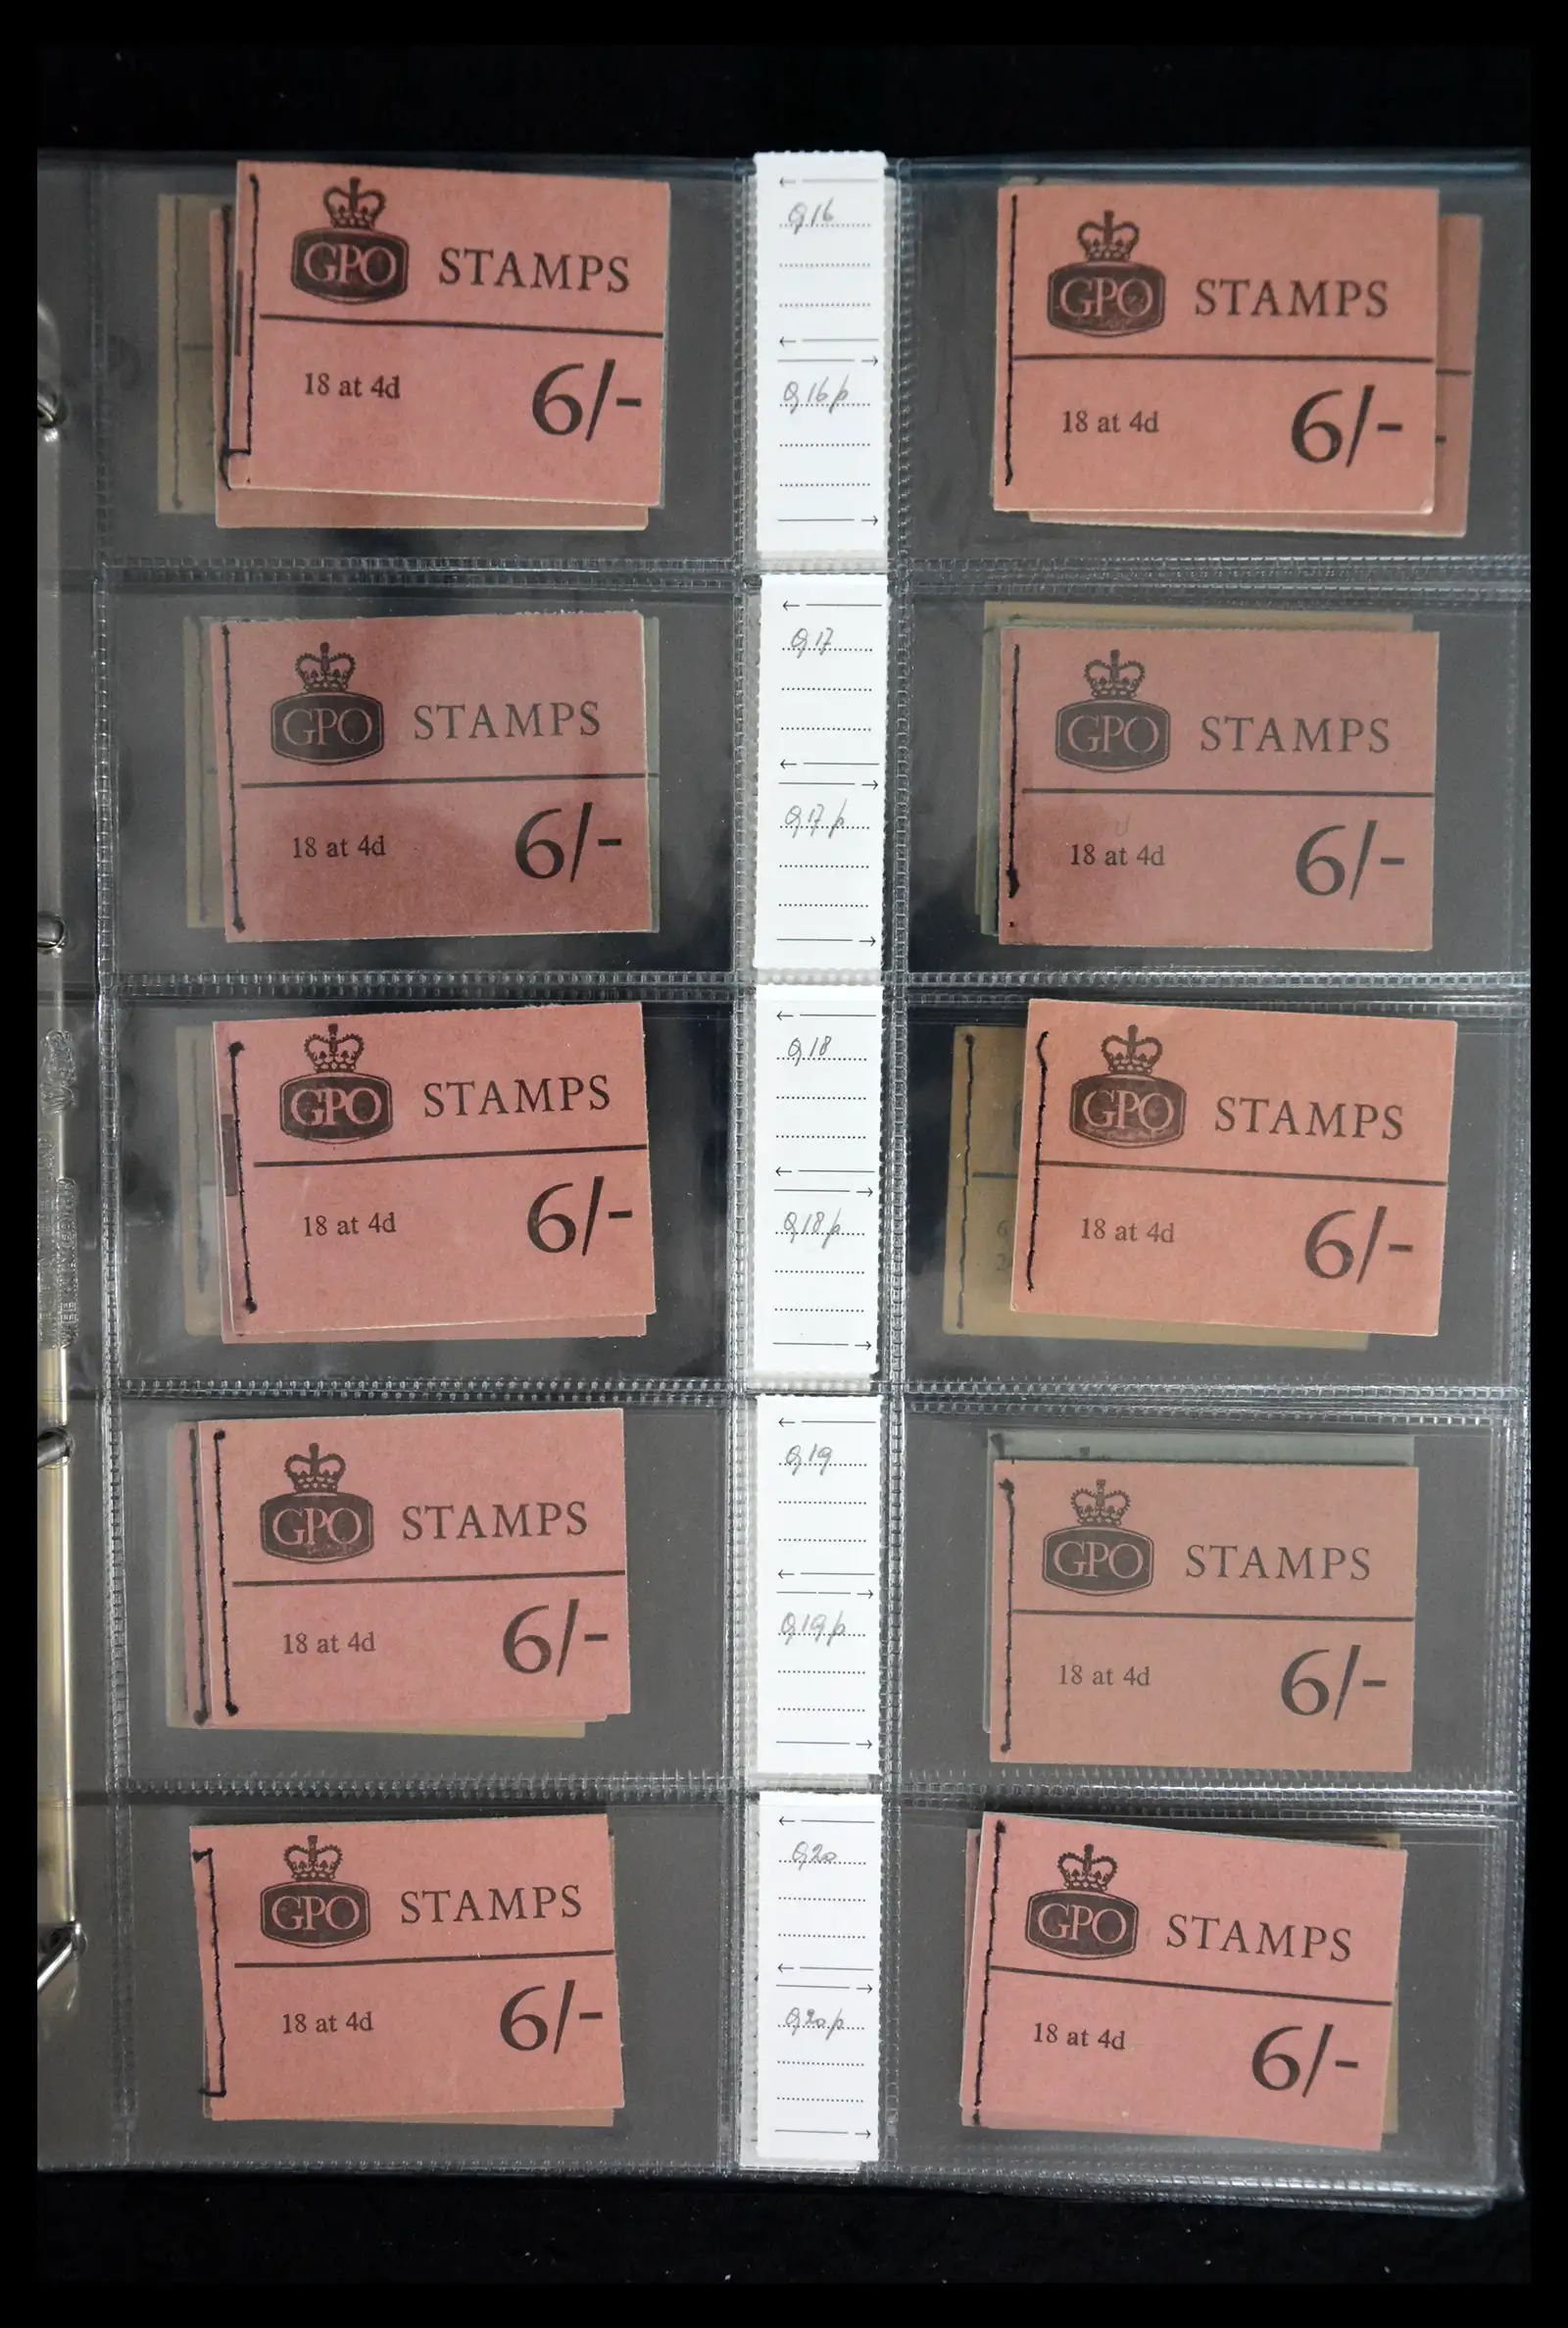 GPO STAMPS
18 at 4d 6/-
Q16
Q16p
GPO STAMPS
18 at 4d 6/-
GPO STAMPS
18 at 4d 6/-
Q17
Q17p
GPO STAMPS
18 at 4d 6/-
GPO STAMPS
18 at 4d 6/-
Q18
Q18p
GPO STAMPS
18 at 4d 6/-
GPO STAMPS
18 at 4d 6/-
Q19
Q19p
GPO STAMPS
18 at 4d 6/-
GPO STAMPS
18 at 4d 6/-
Q20
Q20p
GPO STAMPS
18 at 4d 6/-